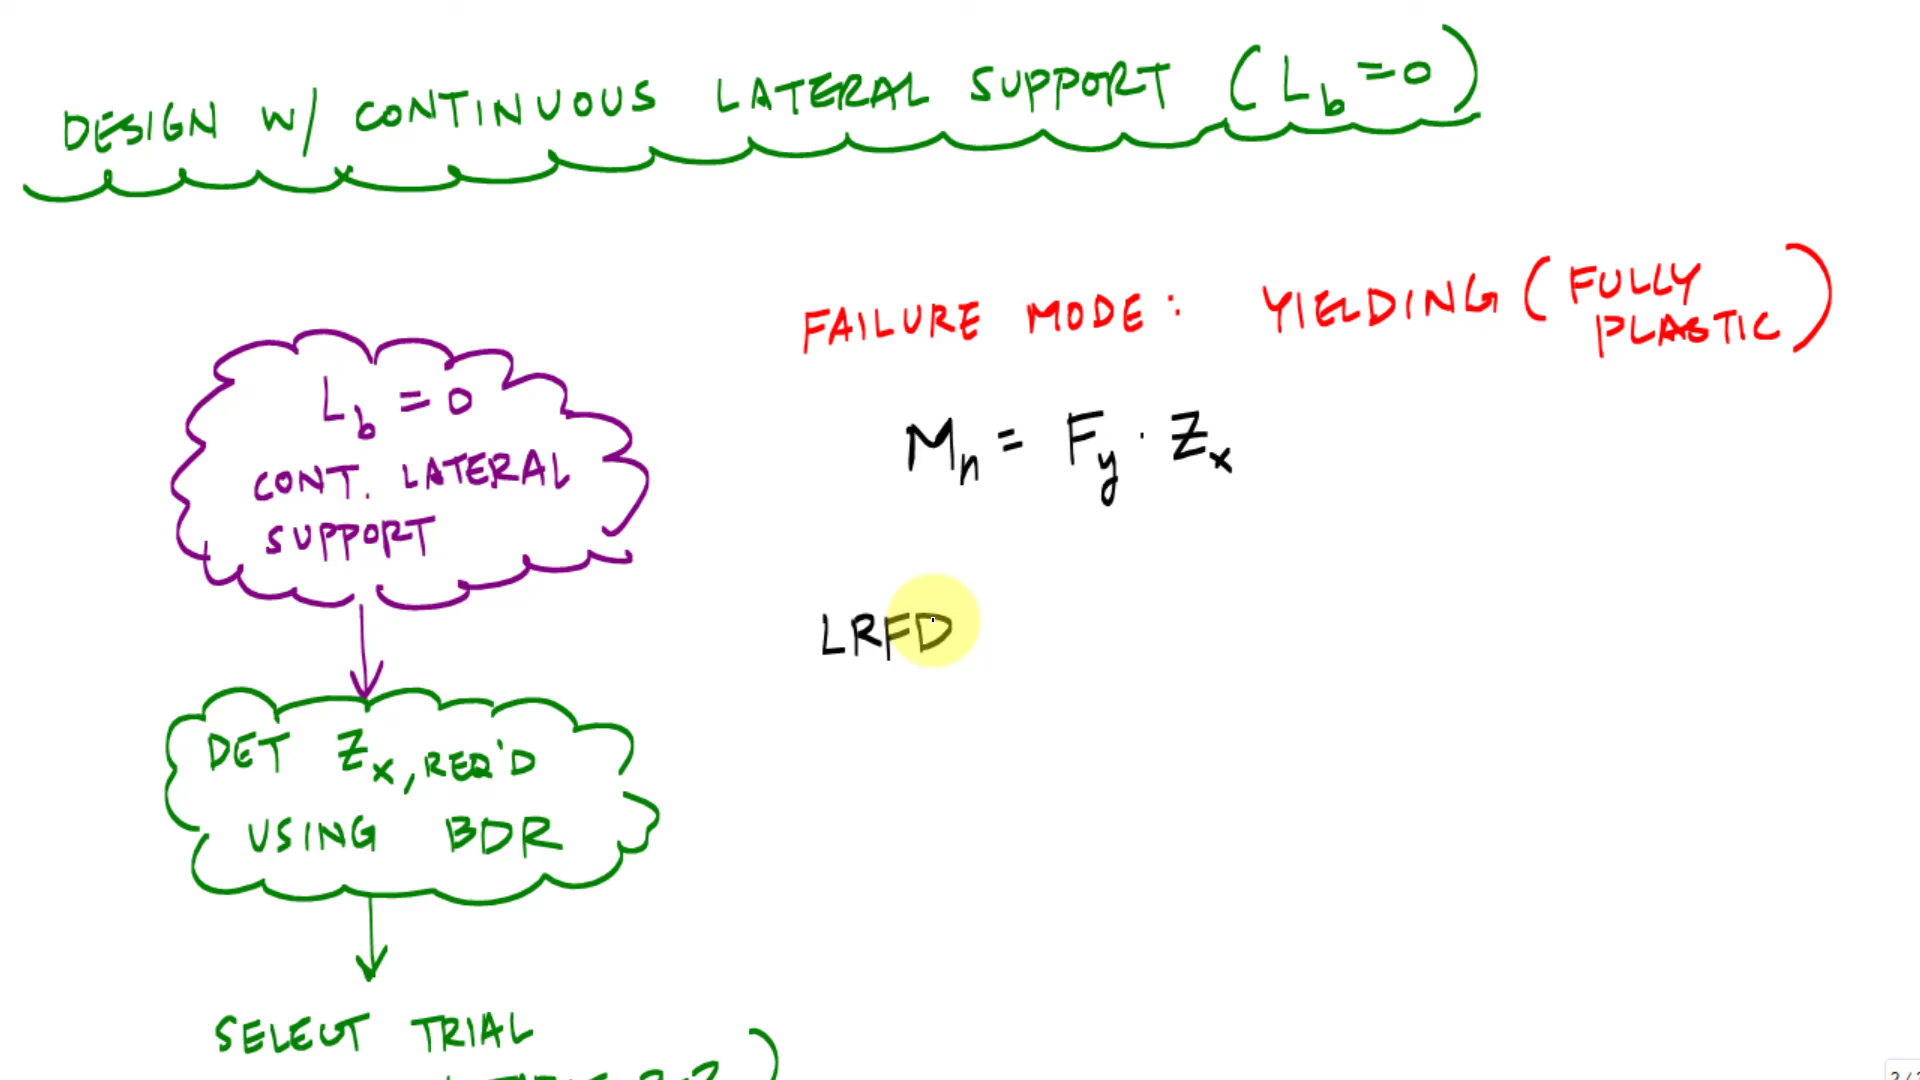 DESIGN W/ CONTINUOUS LATERAL SUPPORT (Lb=0)
FAILURE MODE: YIELDING (FULLY PLASTIC)
Mn = Fy · Zx
LRFD
Lb = 0
CONT. LATERAL
SUPPORT
DET Zx, REQ'D
USING BDR
SELECT TRIAL